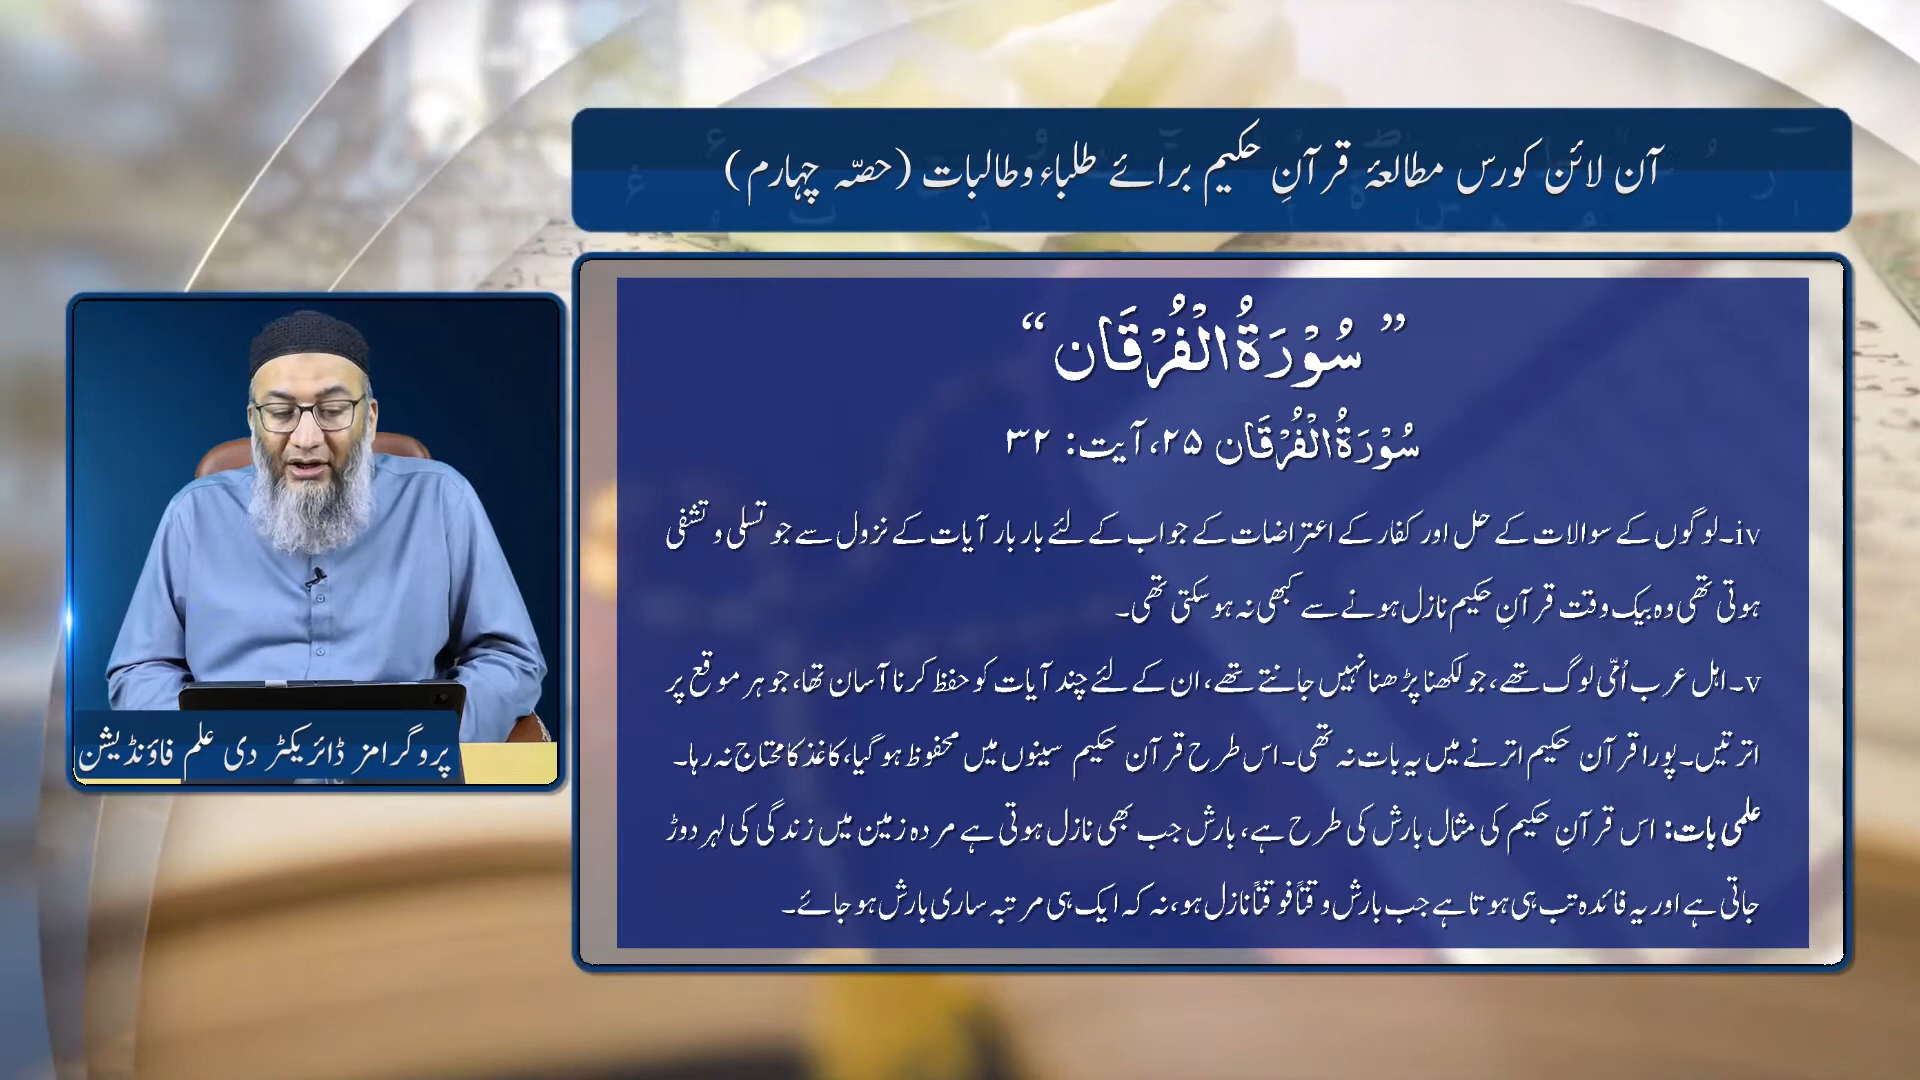 آن لائن کورس مطالعۂ قرآنِ حکیم برائے طلباء وطالبات (حصّہ چہارم)
” سُوْرَۃُ الْفُرْقَان “
سُوْرَۃُ الْفُرْقَان ۲۵، آیت: ۳۲
iv۔لوگوں کے سوالات کے حل اور کفار کے اعتراضات کے جواب کے لئے بار بار آیات کے نزول سے جو تسلی و تشفی
ہوتی تھی وہ بیک وقت قرآنِ حکیم نازل ہونے سے کبھی نہ ہوسکتی تھی۔
v۔اہل عرب اُمّی لوگ تھے، جو لکھنا پڑھنا نہیں جانتے تھے، ان کے لئے چند آیات کو حفظ کرنا آسان تھا، جو ہر موقع پر
اترتیں۔پورا قرآن حکیم اترنے میں یہ بات نہ تھی۔اس طرح قرآن حکیم سینوں میں محفوظ ہوگیا، کاغذ کا محتاج نہ رہا۔
علمی بات: اس قرآنِ حکیم کی مثال بارش کی طرح ہے، بارش جب بھی نازل ہوتی ہے مردہ زمین میں زندگی کی لہر دوڑ
جاتی ہے اور یہ فائدہ تب ہی ہوتا ہے جب بارش وقتاً فوقتاً نازل ہو، نہ کہ ایک ہی مرتبہ ساری بارش ہوجائے۔
پروگرامز ڈائریکٹر دی علم فاؤنڈیشن